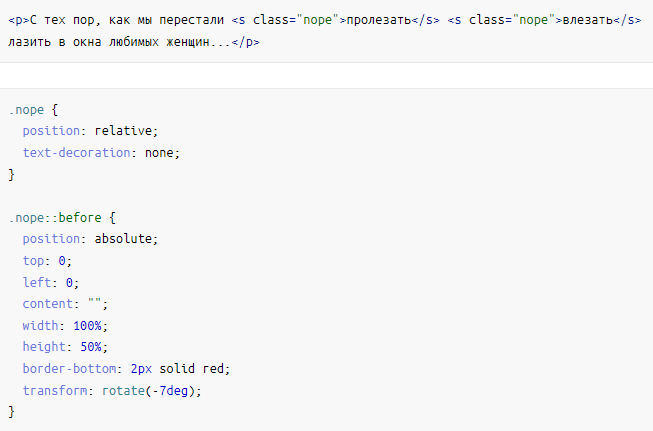 <p>С тех пор, как мы перестали <s class="nope">пролезать</s> <s class="nope">влезать</s>
лазить в окна любимых женщин...</p>
.nope {
  position: relative;
  text-decoration: none;
}
.nope::before {
  position: absolute;
  top: 0;
  left: 0;
  content: "";
  width: 100%;
  height: 50%;
  border-bottom: 2px solid red;
  transform: rotate(-7deg);
}